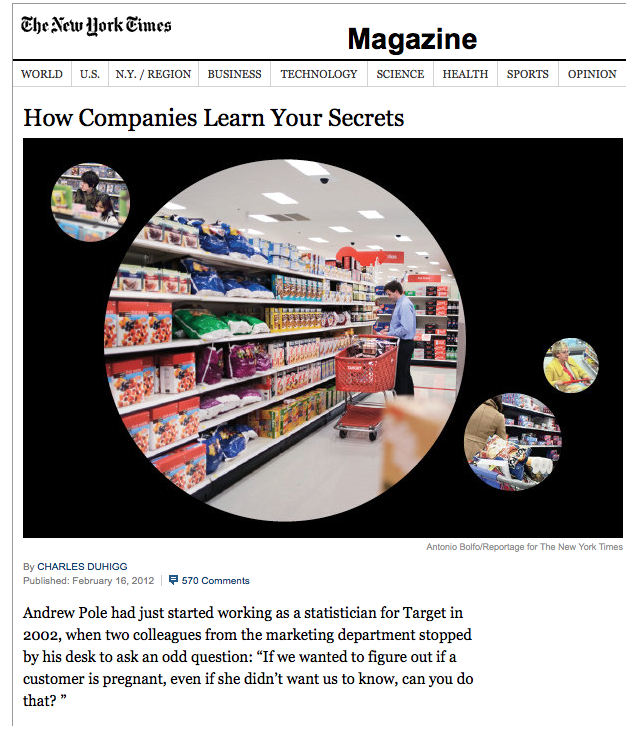 The New York Times
Magazine
WORLD U.S. N.Y. / REGION BUSINESS TECHNOLOGY SCIENCE HEALTH SPORTS OPINION
How Companies Learn Your Secrets
TARGET
Antonio Bolfo/Reportage for The New York Times
By CHARLES DUHIGG
Published: February 16, 2012 570 Comments
Andrew Pole had just started working as a statistician for Target in
2002, when two colleagues from the marketing department stopped
by his desk to ask an odd question: “If we wanted to figure out if a
customer is pregnant, even if she didn’t want us to know, can you do
that? ”